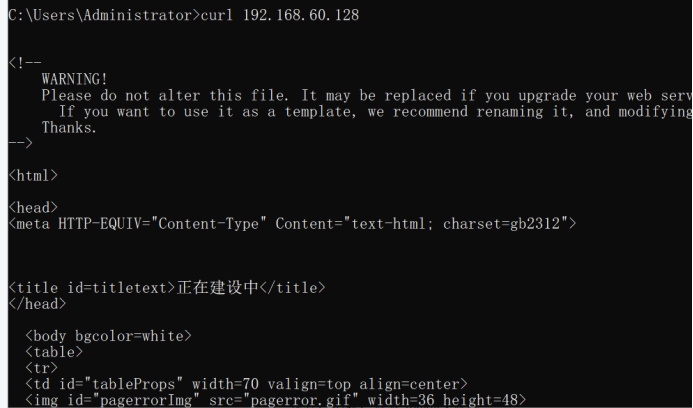 C:\Users\Administrator>curl 192.168.60.128
<!--
WARNING!
Please do not alter this file. It may be replaced if you upgrade your web serv
If you want to use it as a template, we recommend renaming it, and modifying
Thanks.
-->
<html>
<head>
<meta HTTP-EQUIV="Content-Type" Content="text-html; charset=gb2312">
<title id=titletext>正在建设中</title>
</head>
<body bgcolor=white>
<table>
<tr>
<td id="tableProps" width=70 valign=top align=center>
<img id="pagerrorImg" src="pagerror.gif" width=36 height=48>